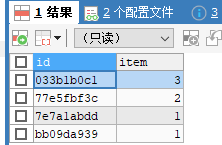 1 结果 2 个配置文件 3
（只读）
id item
033b1b0c1 3
77e5fbf3c 2
7e7a1abdd 1
bb09da939 1